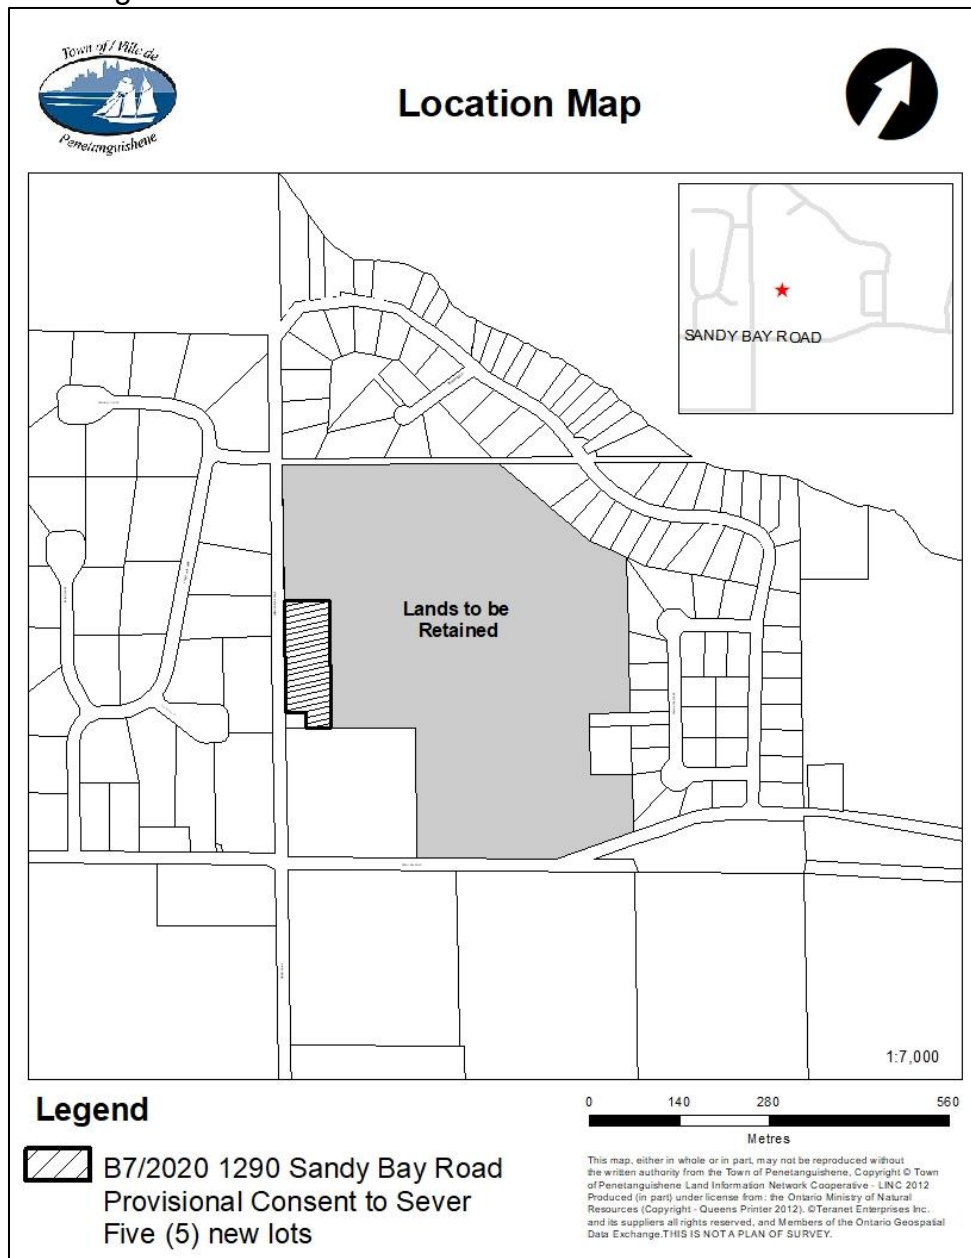 Town of / Ville de
Penetanguishene
Location Map
SANDY BAY ROAD
Lands to be
Retained
1:7,000
Legend
B7/2020 1290 Sandy Bay Road
Provisional Consent to Sever
Five (5) new lots
0 140 280 560
Metres
This map, either in whole or in part, may not be reproduced without
the written authority from the Town of Penetanguishene, Copyright © Town
of Penetanguishene Land Information Network Cooperative - LINC 2012
Produced (in part) under license from: the Ontario Ministry of Natural
Resources (Copyright - Queens Printer 2012). ©Teranet Enterprises Inc.
and its suppliers all rights reserved, and Members of the Ontario Geospatial
Data Exchange.THIS IS NOT A PLAN OF SURVEY.